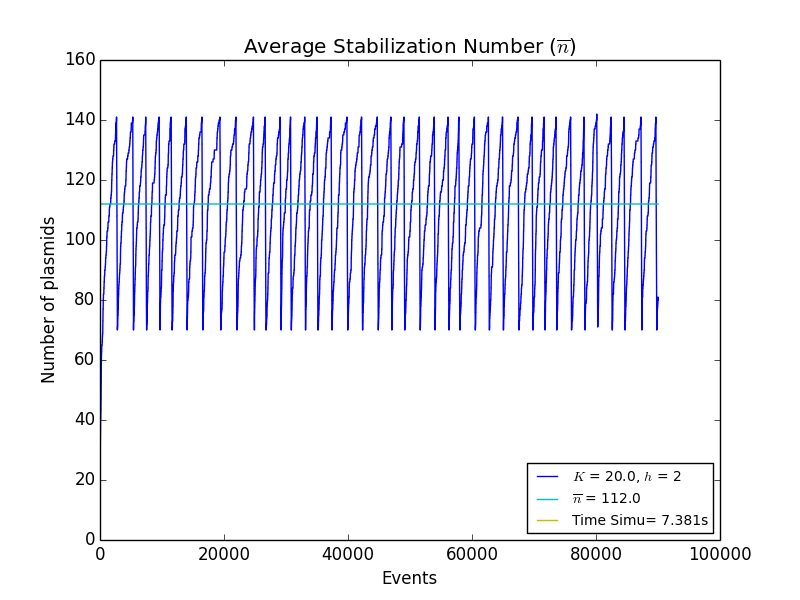 Average Stabilization Number (n̅)
160
140
120
100
80
60
40
20
0
Number of plasmids
0 20000 40000 60000 80000 100000
Events
K = 20.0, h = 2
n̅ = 112.0
Time Simu= 7.381s